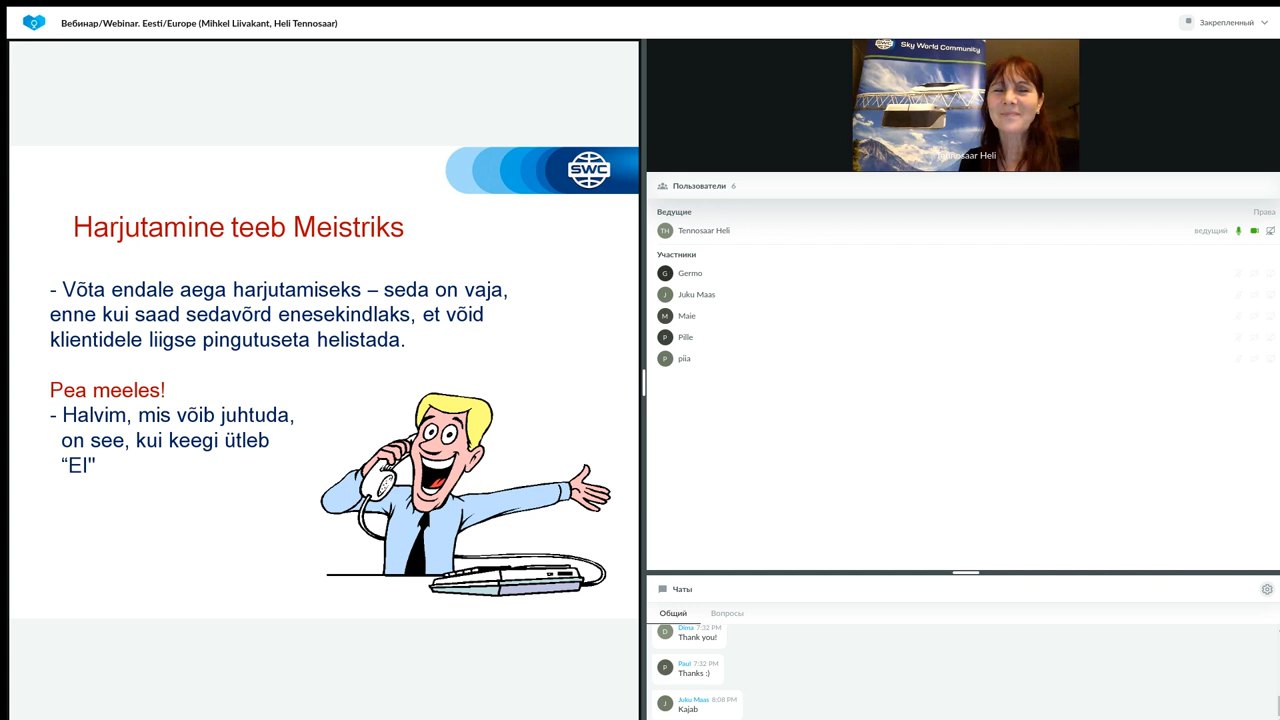 Вебинар/Webinar. Eesti/Europe (Mihkel Liivakant, Heli Tennosaar)
Закрепленный
SWC
Harjutamine teeb Meistriks
- Võta endale aega harjutamiseks – seda on vaja,
enne kui saad sedavõrd enesekindlaks, et võid
klientidele liigse pingutuseta helistada.
Pea meeles!
- Halvim, mis võib juhtuda,
on see, kui keegi ütleb
“EI"
SWC
Sky World Community
Tennosaar Heli
Пользователи 6
Ведущие
Права
TH
Tennosaar Heli
ведущий
Участники
G
Germo
J
Juku Maas
M
Maie
P
Pille
P
piia
Чаты
Общий
Вопросы
D
Dima 7:32 PM
Thank you!
P
Paul 7:32 PM
Thanks :)
J
Juku Maas 8:08 PM
Kajab